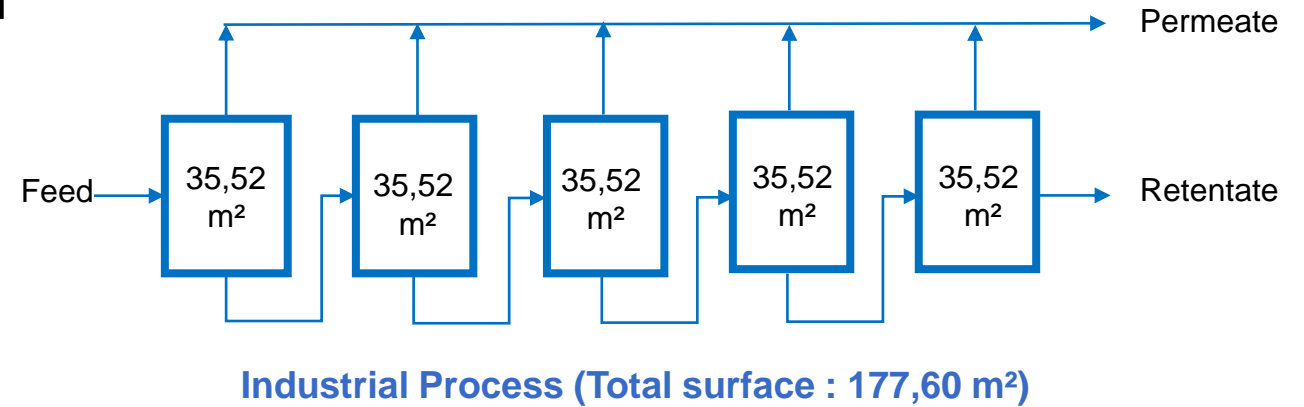 Permeate
Feed
35,52
m²
35,52
m²
35,52
m²
35,52
m²
35,52
m²
Retentate
Industrial Process (Total surface : 177,60 m²)